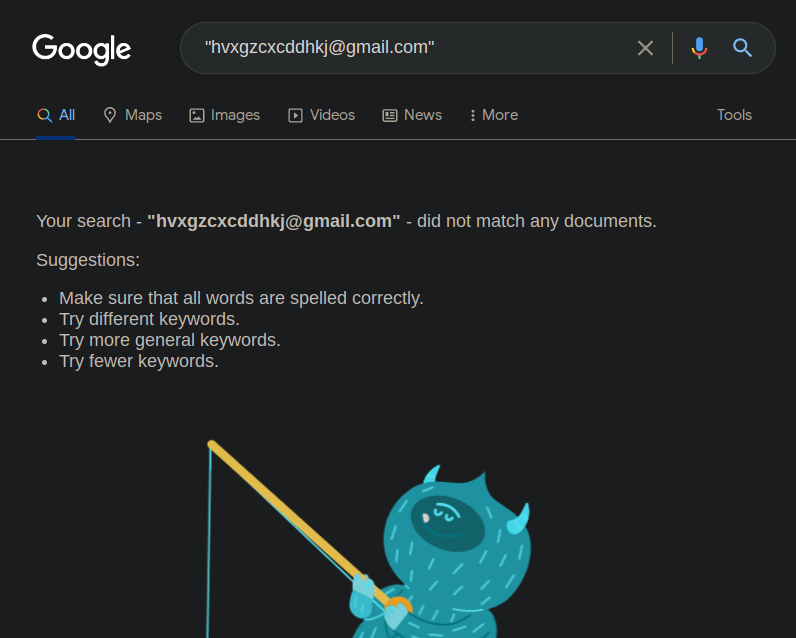 Google
"hvxgzcxcddhkj@gmail.com"
All Maps Images Videos News More Tools
Your search - "hvxgzcxcddhkj@gmail.com" - did not match any documents.
Suggestions:
Make sure that all words are spelled correctly.
Try different keywords.
Try more general keywords.
Try fewer keywords.